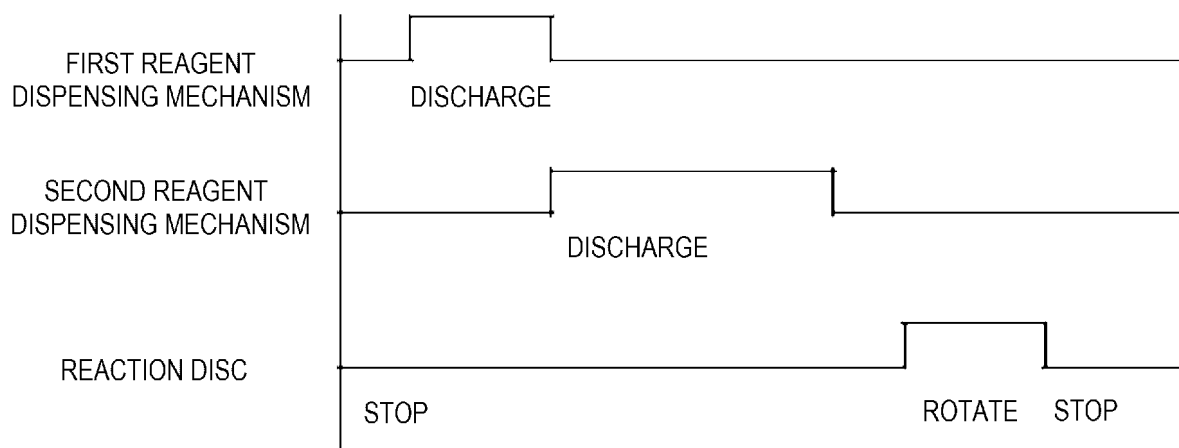 FIRST REAGENT
DISPENSING MECHANISM
DISCHARGE
SECOND REAGENT
DISPENSING MECHANISM
DISCHARGE
REACTION DISC
STOP
ROTATE
STOP